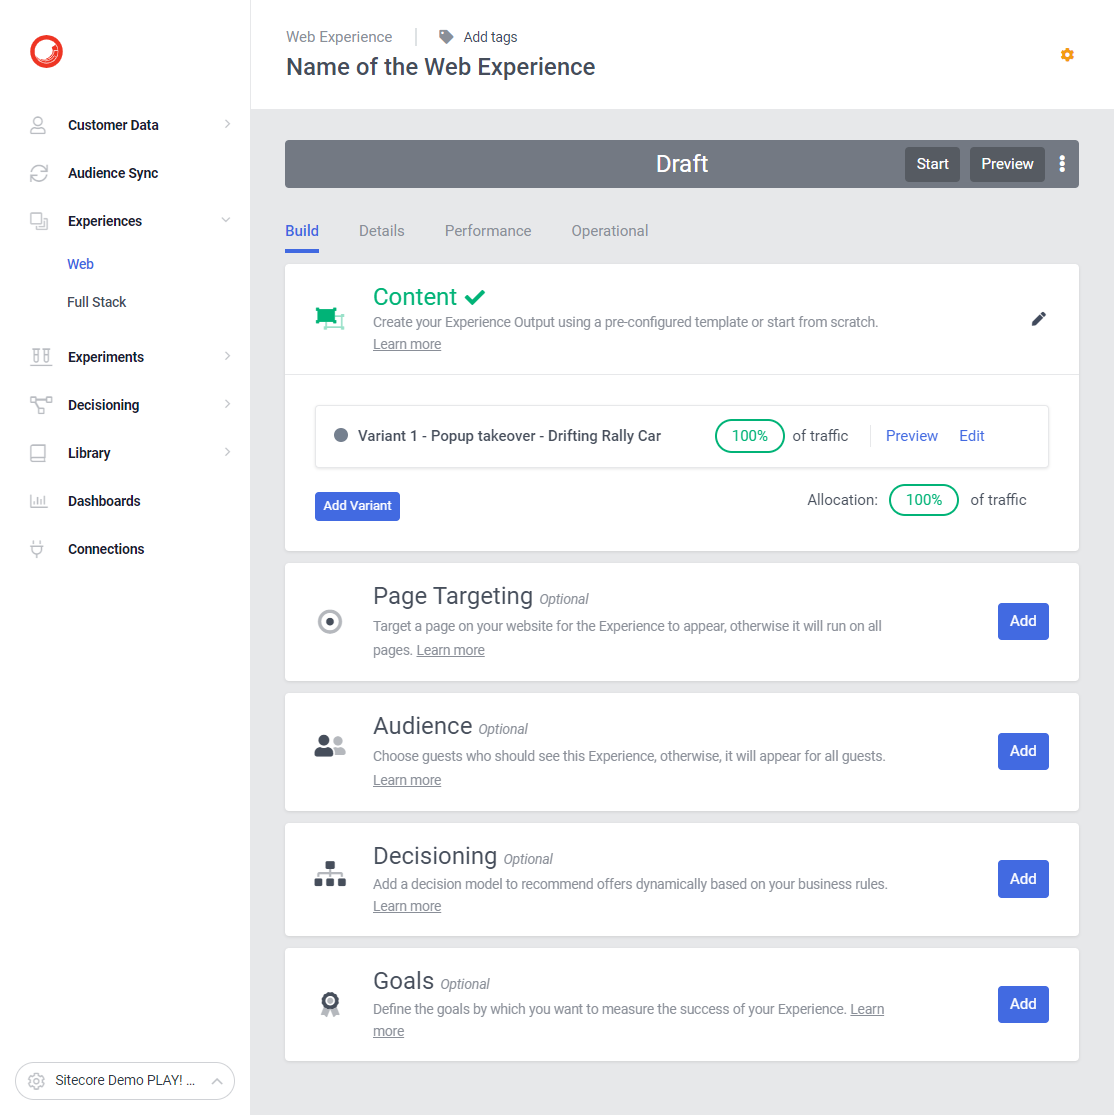 Web Experience
Add tags
Name of the Web Experience
Customer Data
Audience Sync
Experiences
Web
Full Stack
Experiments
Decisioning
Library
Dashboards
Connections
Sitecore Demo PLAY! ...
Draft
Start
Preview
Build
Details
Performance
Operational
Content
Create your Experience Output using a pre-configured template or start from scratch.
Learn more
Variant 1 - Popup takeover - Drifting Rally Car
100%
of traffic
Preview
Edit
Add Variant
Allocation:
100%
of traffic
Page Targeting Optional
Target a page on your website for the Experience to appear, otherwise it will run on all
pages. Learn more
Add
Audience Optional
Choose guests who should see this Experience, otherwise, it will appear for all guests.
Learn more
Add
Decisioning Optional
Add a decision model to recommend offers dynamically based on your business rules.
Learn more
Add
Goals Optional
Define the goals by which you want to measure the success of your Experience. Learn
more
Add